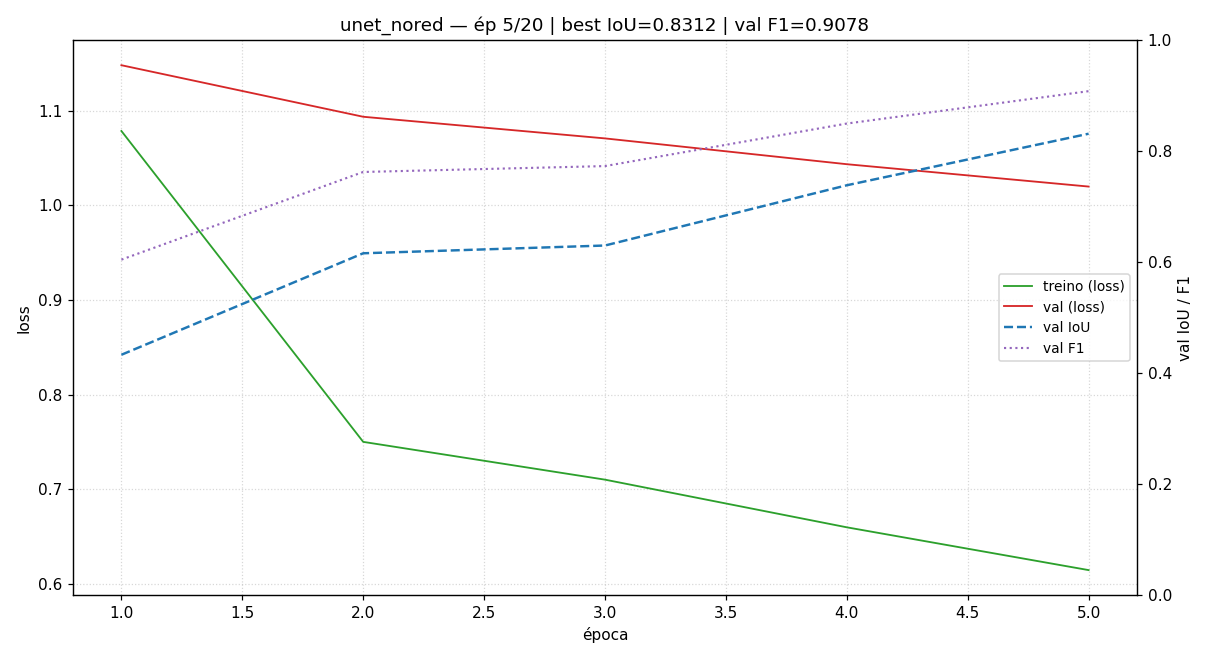 unet_nored — ép 5/20 | best IoU=0.8312 | val F1=0.9078
1.1
1.0
0.9
0.8
0.7
0.6
loss
1.0
0.8
0.6
0.4
0.2
0.0
val IoU / F1
treino (loss)
val (loss)
val IoU
val F1
1.0 1.5 2.0 2.5 3.0 3.5 4.0 4.5 5.0
época